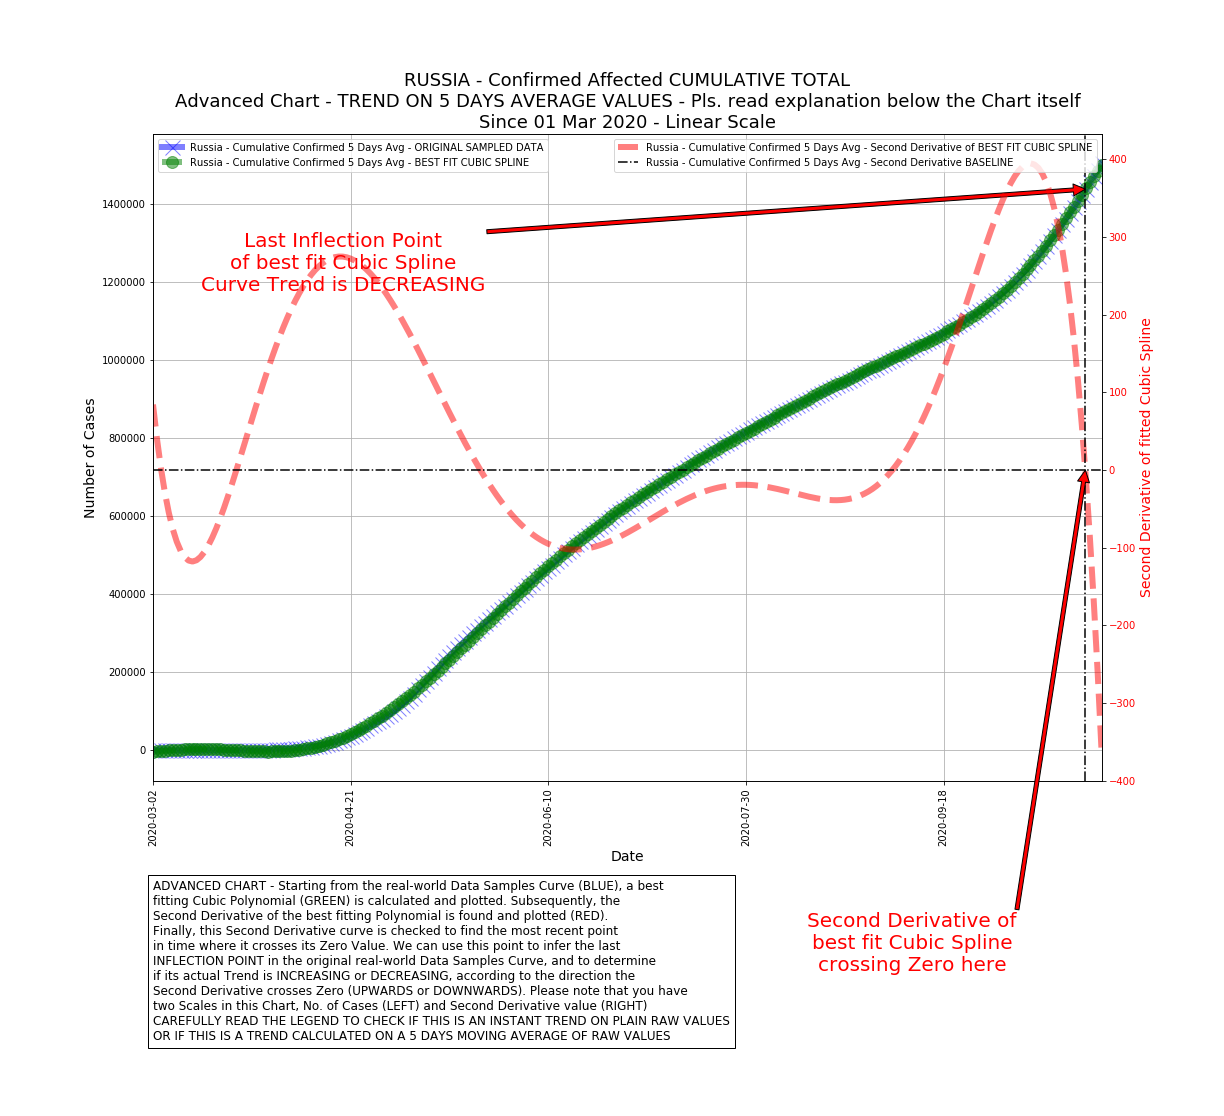 RUSSIA - Confirmed Affected CUMULATIVE TOTAL
Advanced Chart - TREND ON 5 DAYS AVERAGE VALUES - Pls. read explanation below the Chart itself
Since 01 Mar 2020 - Linear Scale
Russia - Cumulative Confirmed 5 Days Avg - ORIGINAL SAMPLED DATA
Russia - Cumulative Confirmed 5 Days Avg - BEST FIT CUBIC SPLINE
Russia - Cumulative Confirmed 5 Days Avg - Second Derivative of BEST FIT CUBIC SPLINE
Russia - Cumulative Confirmed 5 Days Avg - Second Derivative BASELINE
Last Inflection Point
of best fit Cubic Spline
Curve Trend is DECREASING
Number of Cases
1400000
1200000
1000000
800000
600000
400000
200000
0
400
300
200
100
0
−100
−200
−300
−400
Second Derivative of fitted Cubic Spline
2020-03-02
2020-04-21
2020-06-10
2020-07-30
2020-09-18
Date
ADVANCED CHART - Starting from the real-world Data Samples Curve (BLUE), a best
fitting Cubic Polynomial (GREEN) is calculated and plotted. Subsequently, the
Second Derivative of the best fitting Polynomial is found and plotted (RED).
Finally, this Second Derivative curve is checked to find the most recent point
in time where it crosses its Zero Value. We can use this point to infer the last
INFLECTION POINT in the original real-world Data Samples Curve, and to determine
if its actual Trend is INCREASING or DECREASING, according to the direction the
Second Derivative crosses Zero (UPWARDS or DOWNWARDS). Please note that you have
two Scales in this Chart, No. of Cases (LEFT) and Second Derivative value (RIGHT)
CAREFULLY READ THE LEGEND TO CHECK IF THIS IS AN INSTANT TREND ON PLAIN RAW VALUES
OR IF THIS IS A TREND CALCULATED ON A 5 DAYS MOVING AVERAGE OF RAW VALUES
Second Derivative of
best fit Cubic Spline
crossing Zero here